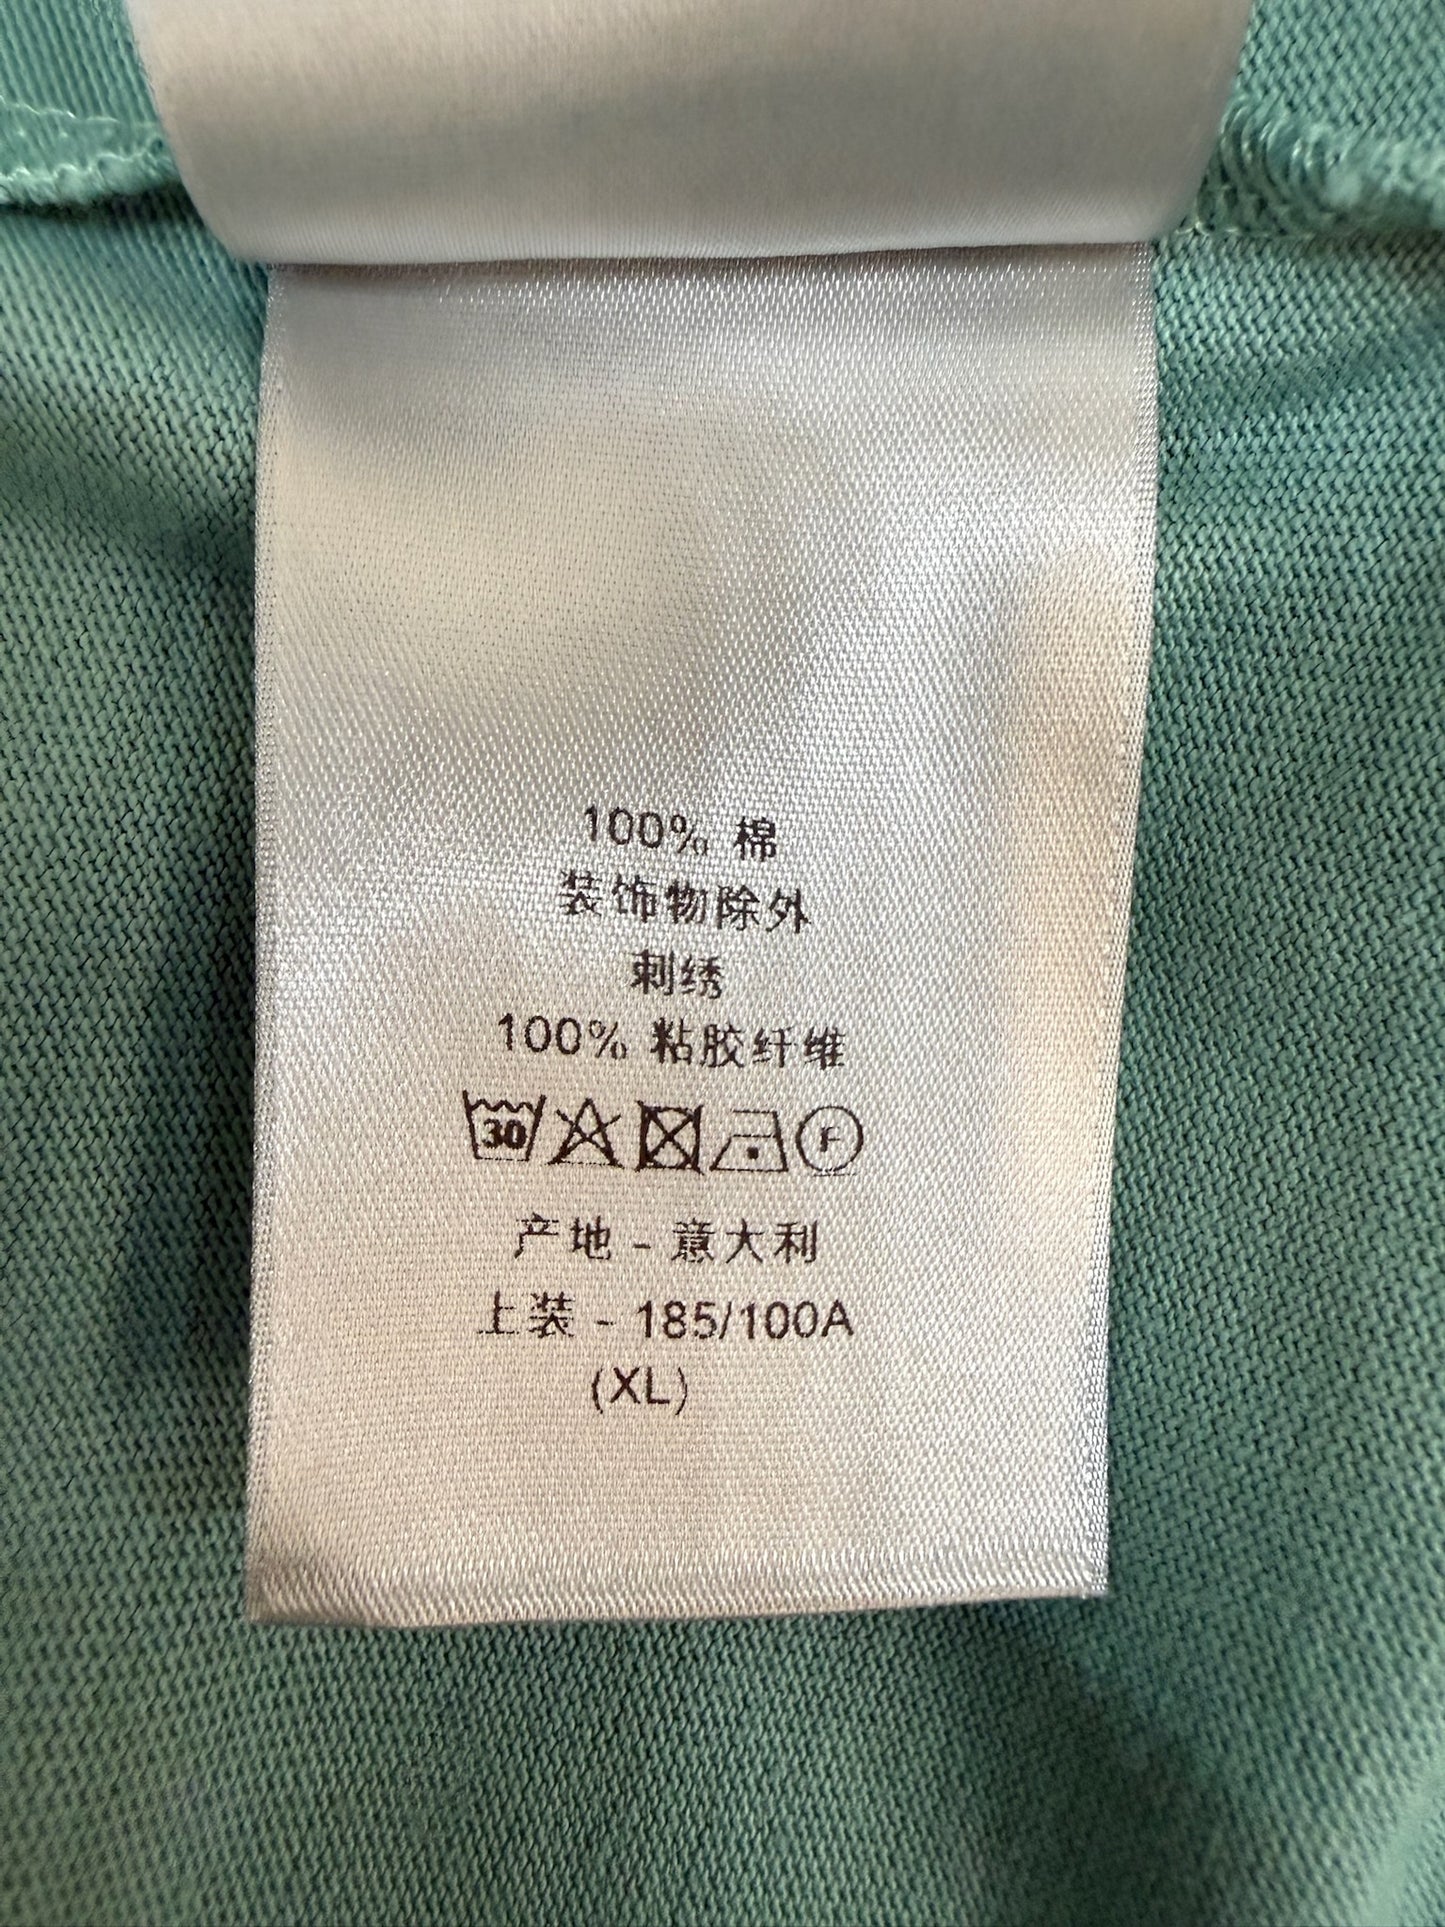 100% 棉
装饰物除外
刺绣
100% 粘胶纤维
30 F
产地 - 意大利
上装 - 185/100A
(XL)